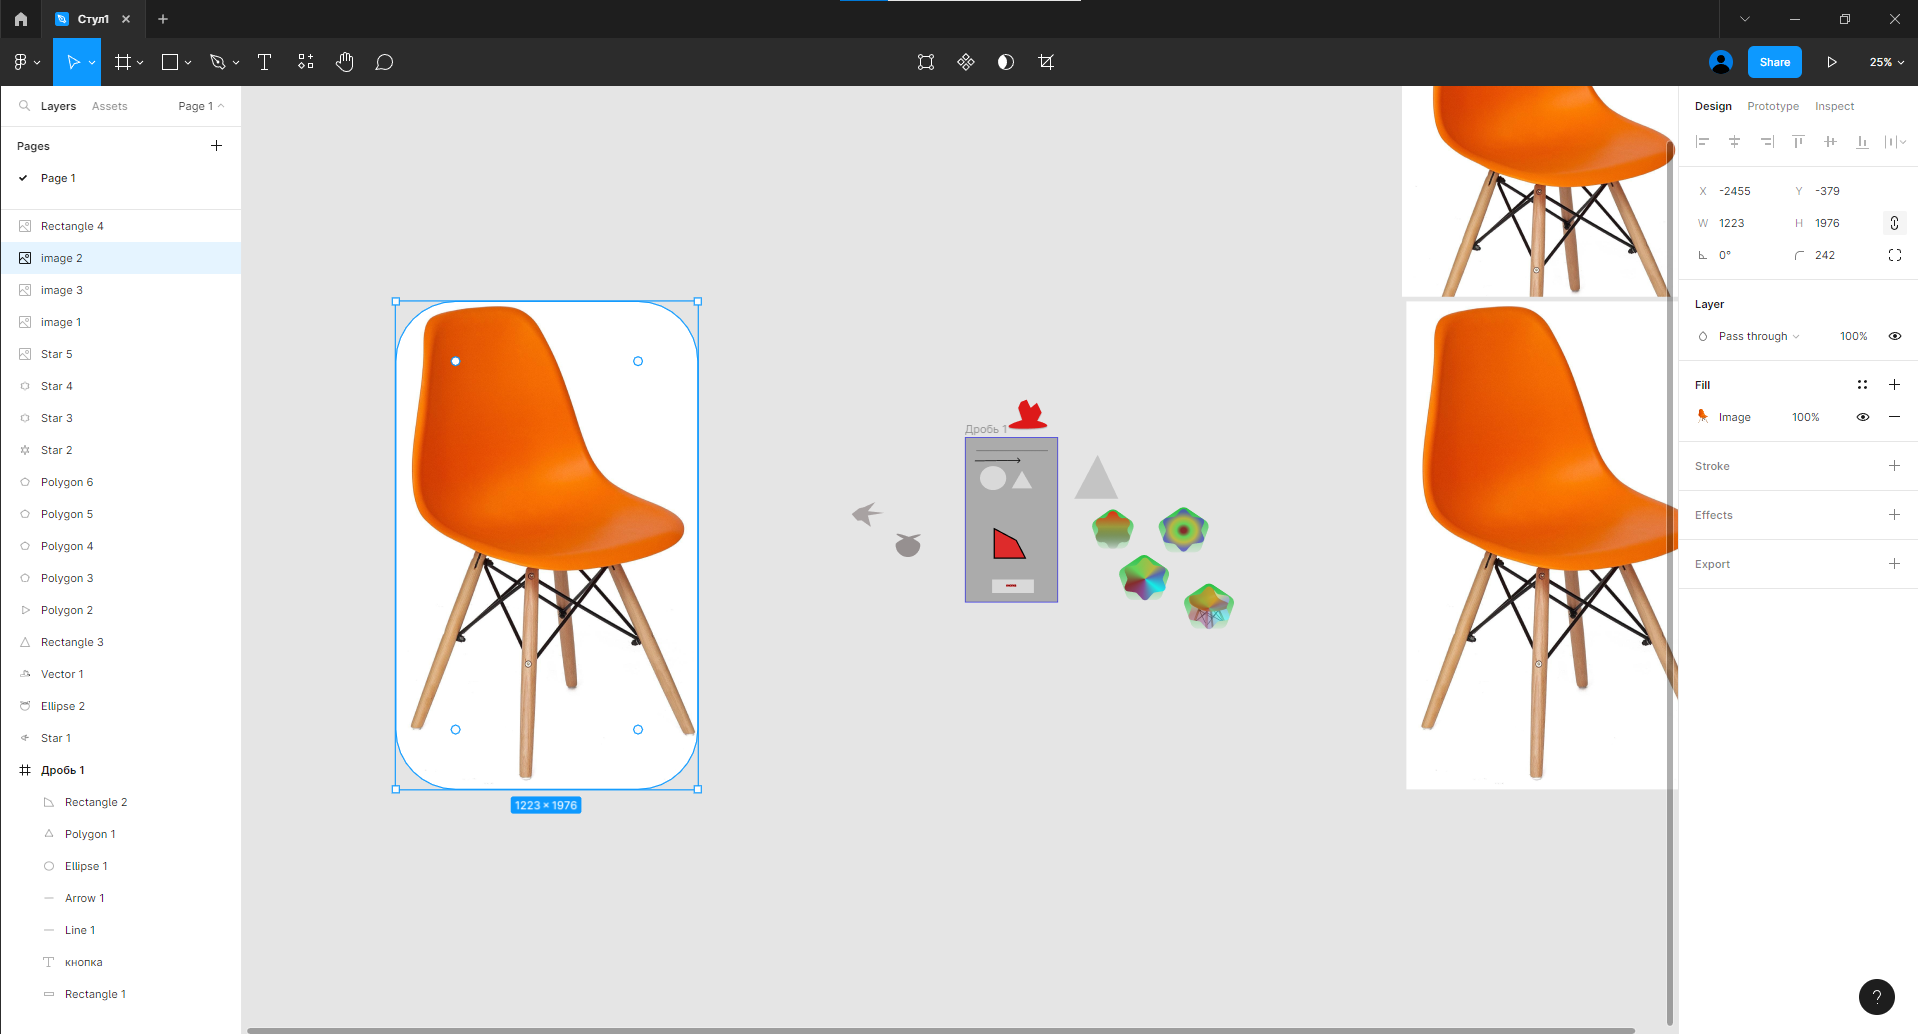 Стул1
Share
25%
Layers
Assets
Page 1
Pages
Page 1
Rectangle 4
image 2
image 3
image 1
Star 5
Star 4
Star 3
Star 2
Polygon 6
Polygon 5
Polygon 4
Polygon 3
Polygon 2
Rectangle 3
Vector 1
Ellipse 2
Star 1
Дробь 1
Rectangle 2
Polygon 1
Ellipse 1
Arrow 1
Line 1
кнопка
Rectangle 1
1223 × 1976
Дробь 1
Design Prototype Inspect
X -2455 Y -379
W 1223 H 1976
0° 242
Layer
Pass through 100%
Fill
Image 100%
Stroke
Effects
Export
?